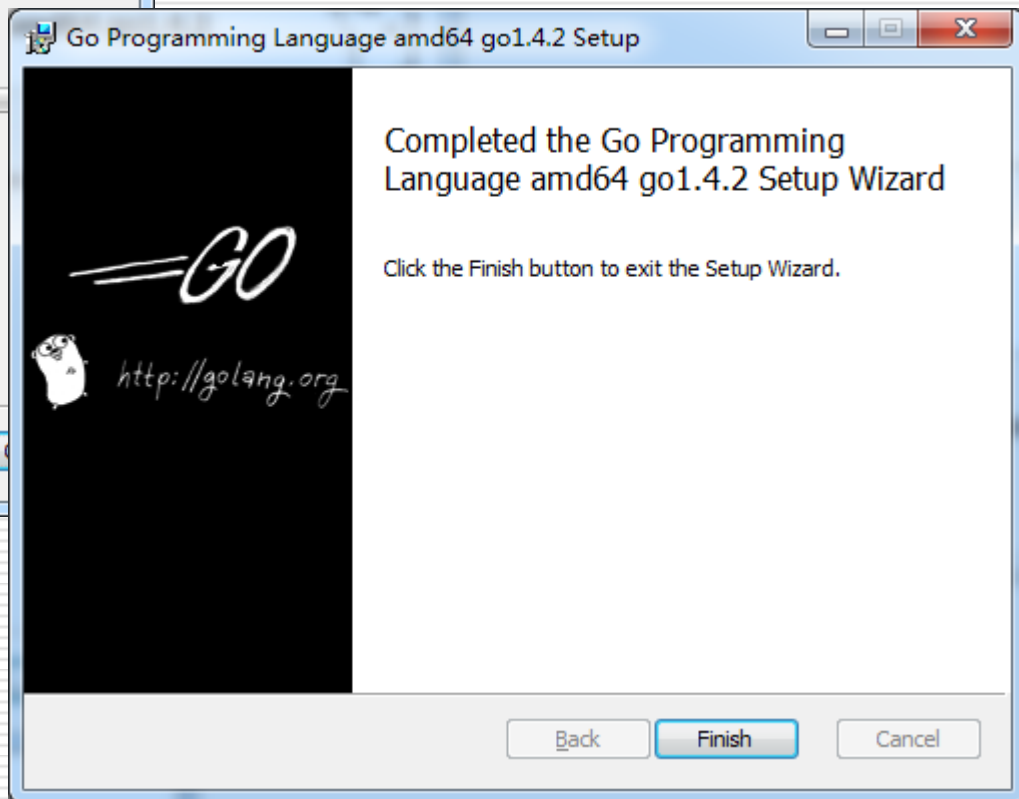 Go Programming Language amd64 go1.4.2 Setup
Completed the Go Programming
Language amd64 go1.4.2 Setup Wizard
Click the Finish button to exit the Setup Wizard.
GO
http://golang.org
Back
Finish
Cancel